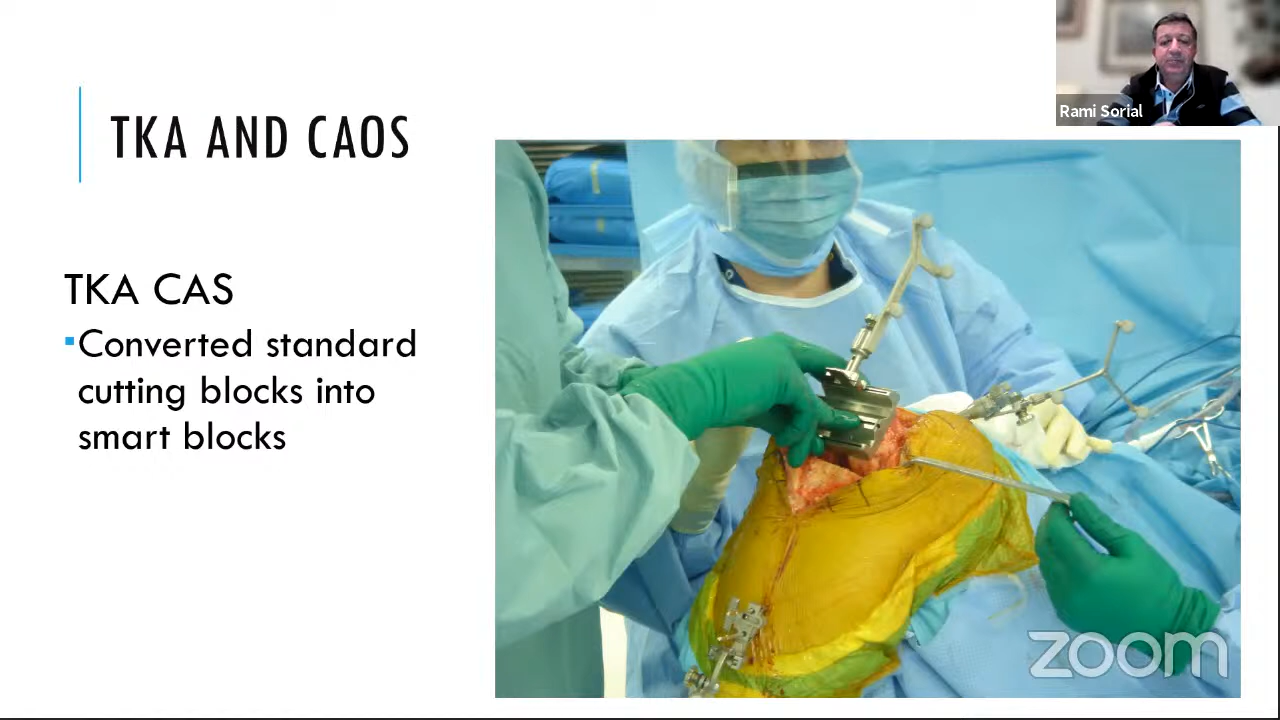 Rami Sorial
TKA AND CAOS
TKA CAS
▪Converted standard
cutting blocks into
smart blocks
zoom